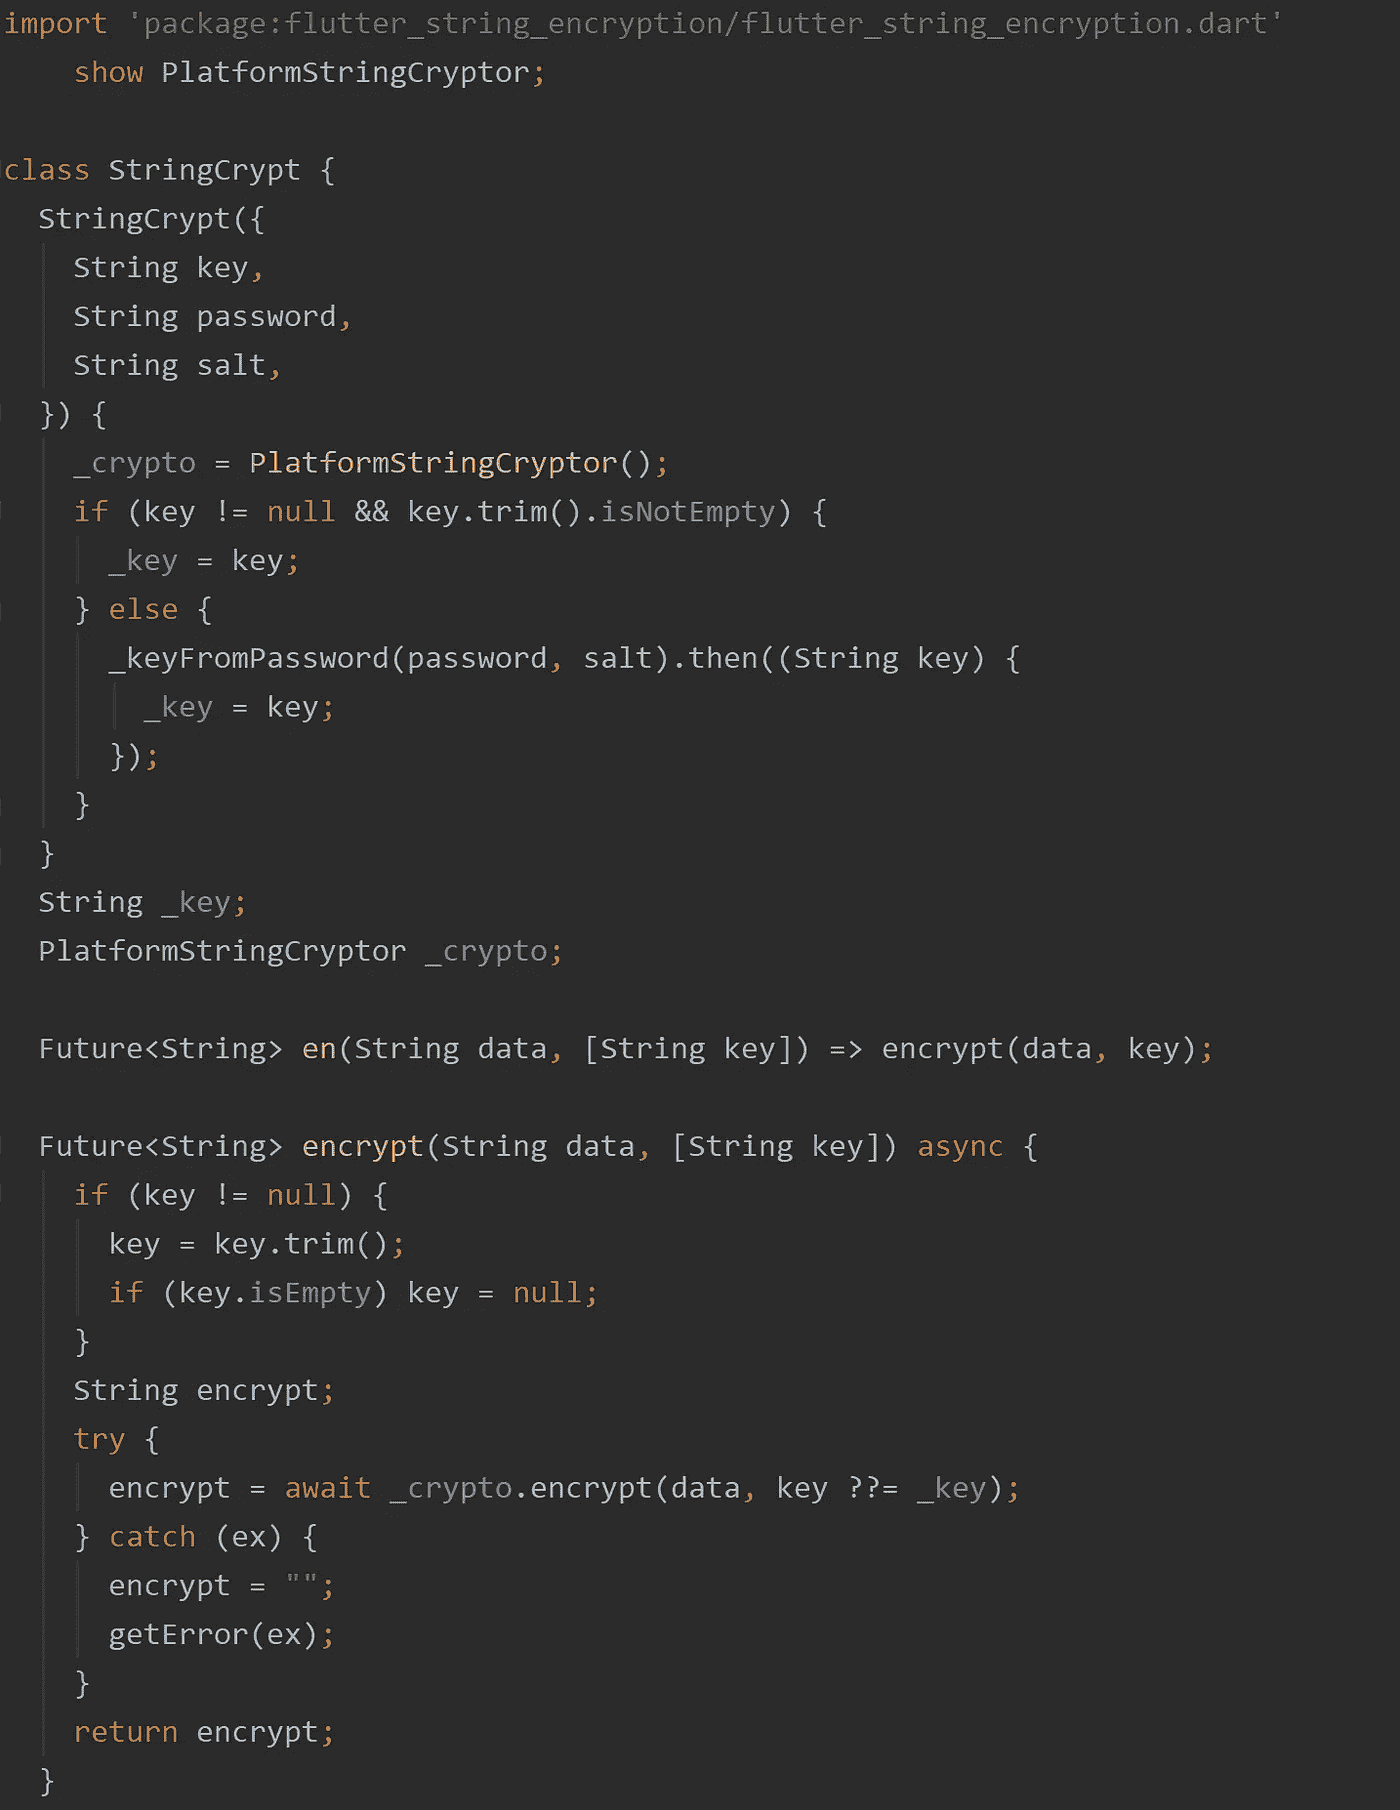 import 'package:flutter_string_encryption/flutter_string_encryption.dart'
    show PlatformStringCryptor;

class StringCrypt {
  StringCrypt({
    String key,
    String password,
    String salt,
  }) {
    _crypto = PlatformStringCryptor();
    if (key != null && key.trim().isNotEmpty) {
      _key = key;
    } else {
      _keyFromPassword(password, salt).then((String key) {
        _key = key;
      });
    }
  }
  String _key;
  PlatformStringCryptor _crypto;

  Future<String> en(String data, [String key]) => encrypt(data, key);

  Future<String> encrypt(String data, [String key]) async {
    if (key != null) {
      key = key.trim();
      if (key.isEmpty) key = null;
    }
    String encrypt;
    try {
      encrypt = await _crypto.encrypt(data, key ??= _key);
    } catch (ex) {
      encrypt = "";
      getError(ex);
    }
    return encrypt;
  }